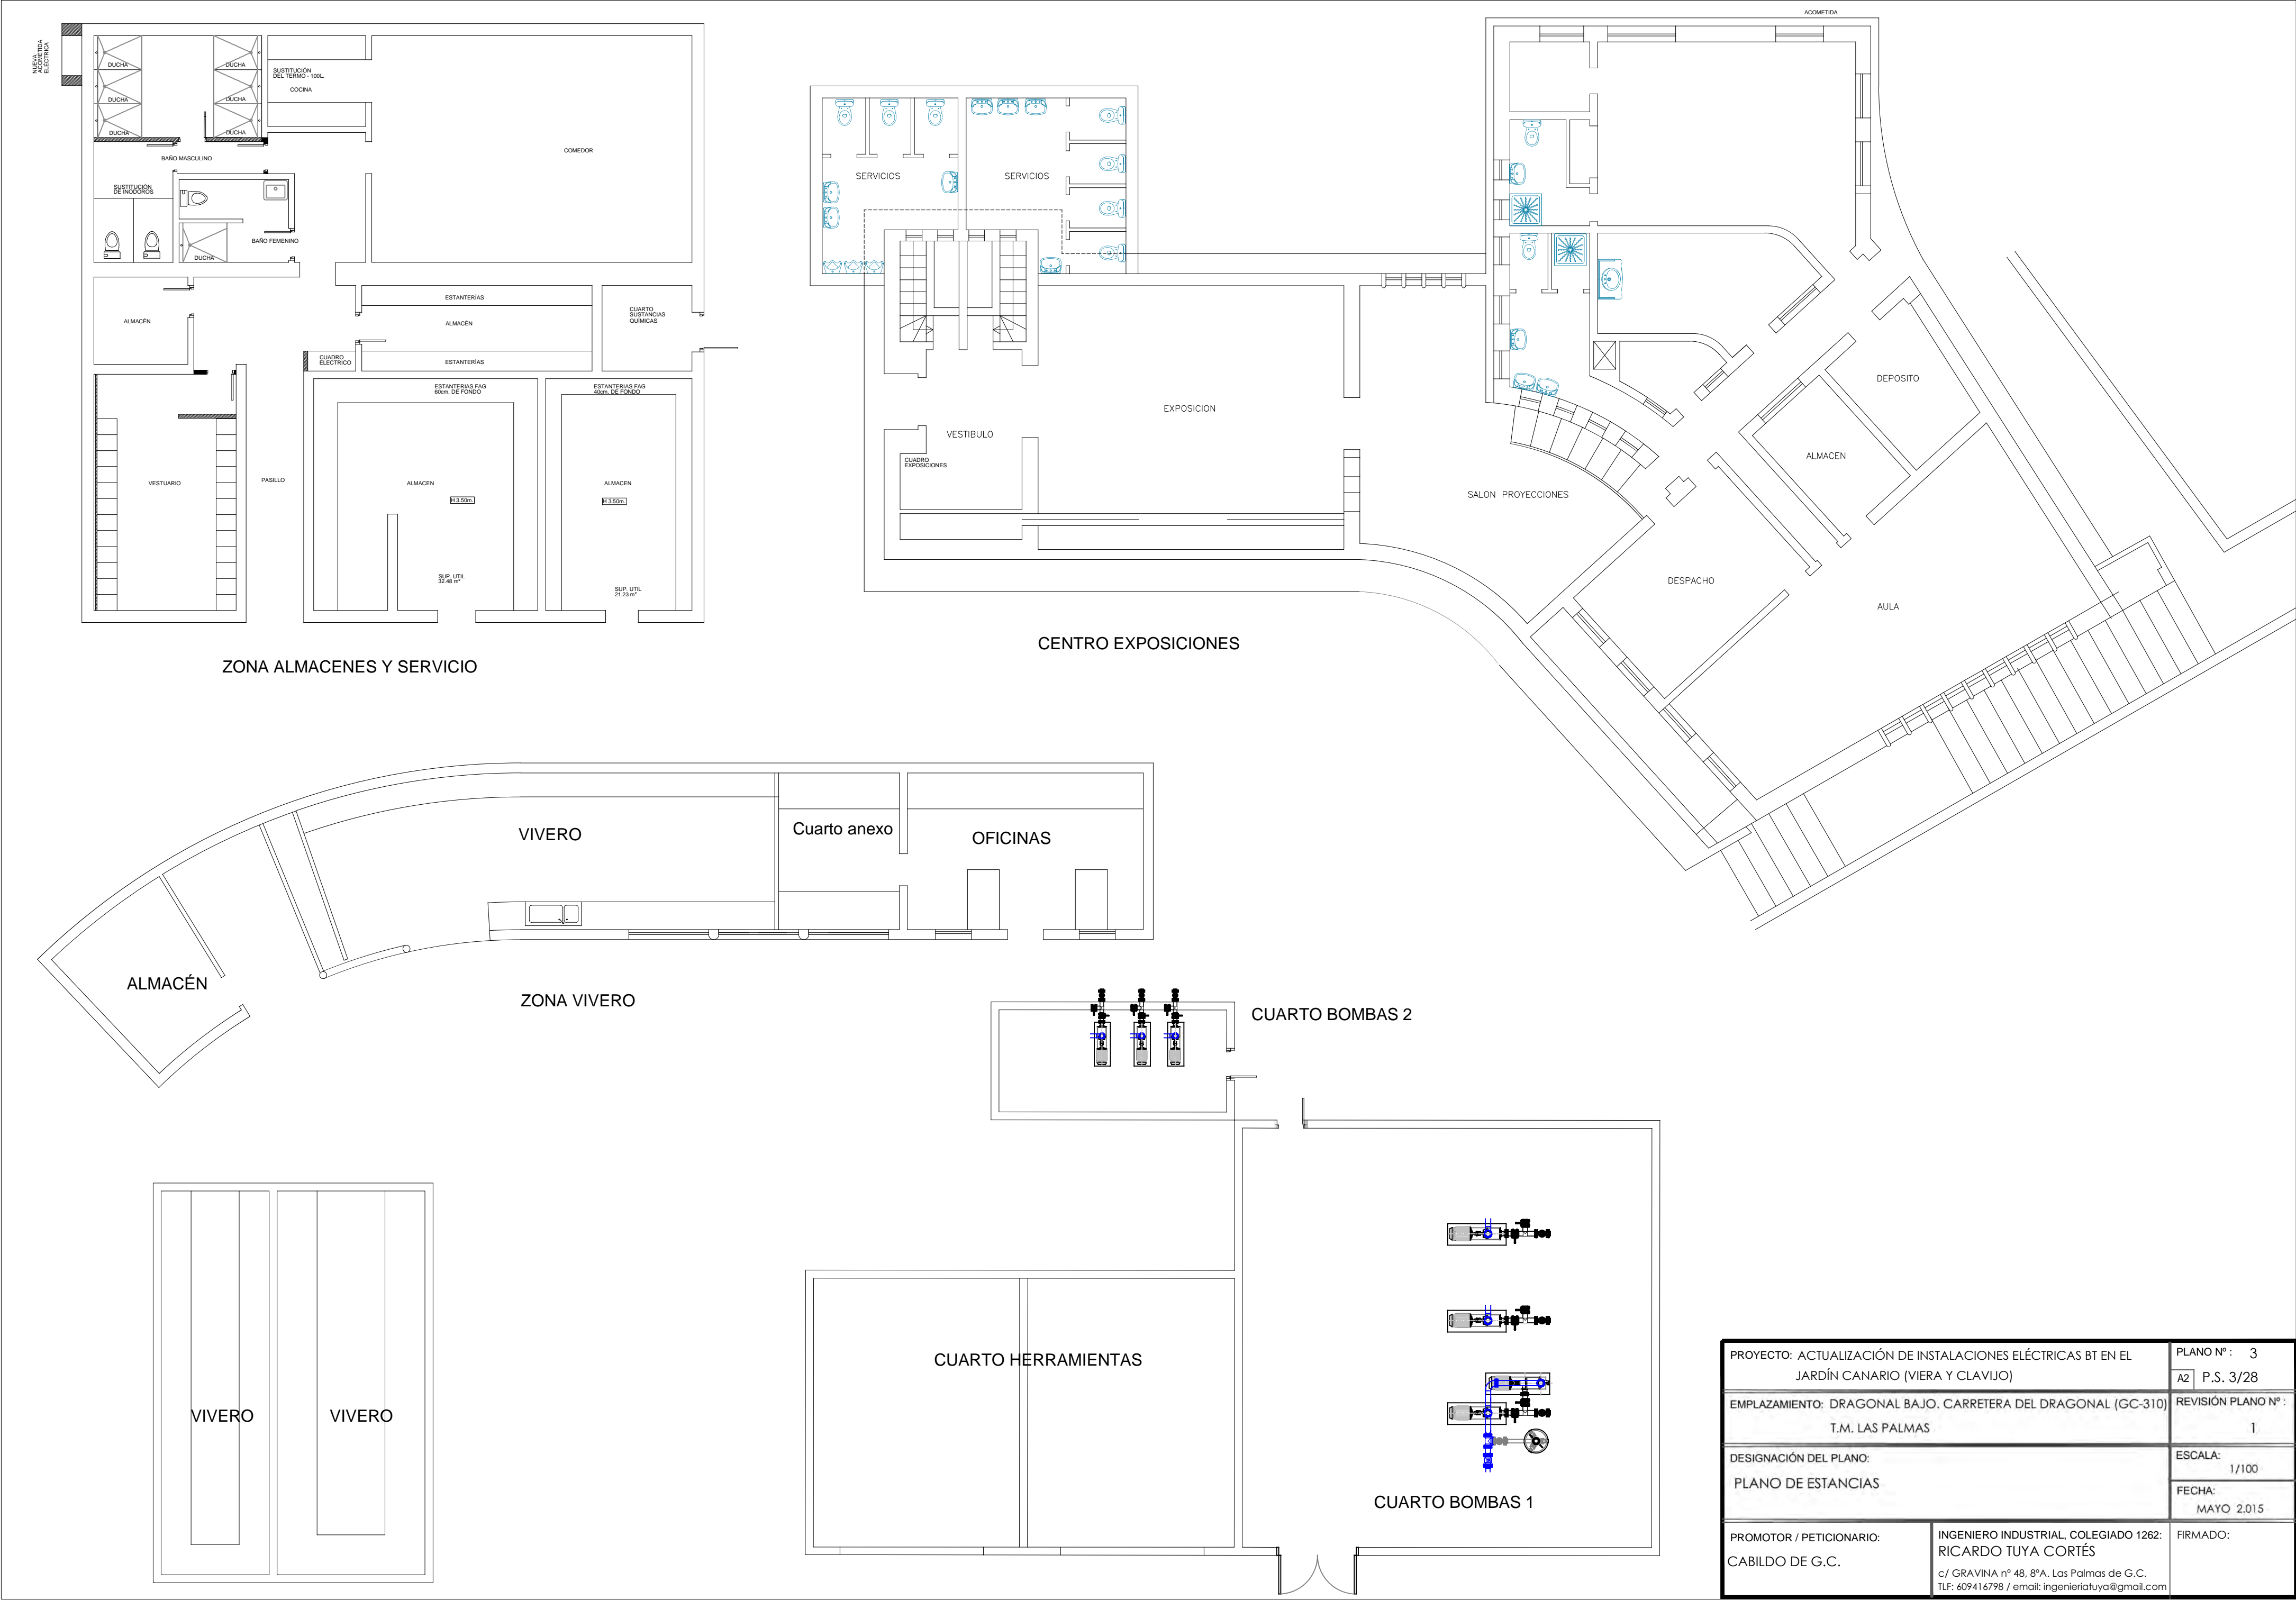 NUEVA
ACOMETIDA
ELÉCTRICA
DUCHA
DUCHA
DUCHA
DUCHA
DUCHA
DUCHA
SUSTITUCIÓN
DEL TERMO - 100L.
COCINA
COMEDOR
BAÑO MASCULINO
SUSTITUCIÓN
DE INODOROS
BAÑO FEMENINO
DUCHA
ALMACÉN
ESTANTERÍAS
ALMACÉN
ESTANTERÍAS
CUARTO
SUSTANCIAS
QUÍMICAS
CUADRO
ELÉCTRICO
ESTANTERIAS FAG
60cm. DE FONDO
ESTANTERIAS FAG
40cm. DE FONDO
VESTUARIO
PASILLO
ALMACEN
H 3.50m.
ALMACEN
H 3.50m.
SUP. UTIL
32.48 m²
SUP. UTIL
21.23 m²
ZONA ALMACENES Y SERVICIO
ACOMETIDA
SERVICIOS
SERVICIOS
EXPOSICION
VESTIBULO
CUADRO
EXPOSICIONES
SALON PROYECCIONES
DEPOSITO
ALMACEN
DESPACHO
AULA
CENTRO EXPOSICIONES
VIVERO
Cuarto anexo
OFICINAS
ALMACÉN
ZONA VIVERO
CUARTO BOMBAS 2
VIVERO
VIVERO
CUARTO HERRAMIENTAS
CUARTO BOMBAS 1
PROYECTO: ACTUALIZACIÓN DE INSTALACIONES ELÉCTRICAS BT EN EL
JARDÍN CANARIO (VIERA Y CLAVIJO)
PLANO Nº : 3
A2 P.S. 3/28
EMPLAZAMIENTO: DRAGONAL BAJO. CARRETERA DEL DRAGONAL (GC-310)
T.M. LAS PALMAS
REVISIÓN PLANO Nº :
1
DESIGNACIÓN DEL PLANO:
PLANO DE ESTANCIAS
ESCALA:
1/100
FECHA:
MAYO 2.015
PROMOTOR / PETICIONARIO:
CABILDO DE G.C.
INGENIERO INDUSTRIAL, COLEGIADO 1262:
RICARDO TUYA CORTÉS
c/ GRAVINA nº 48, 8ºA. Las Palmas de G.C.
TLF: 609416798 / email: ingenieriatuya@gmail.com
FIRMADO: